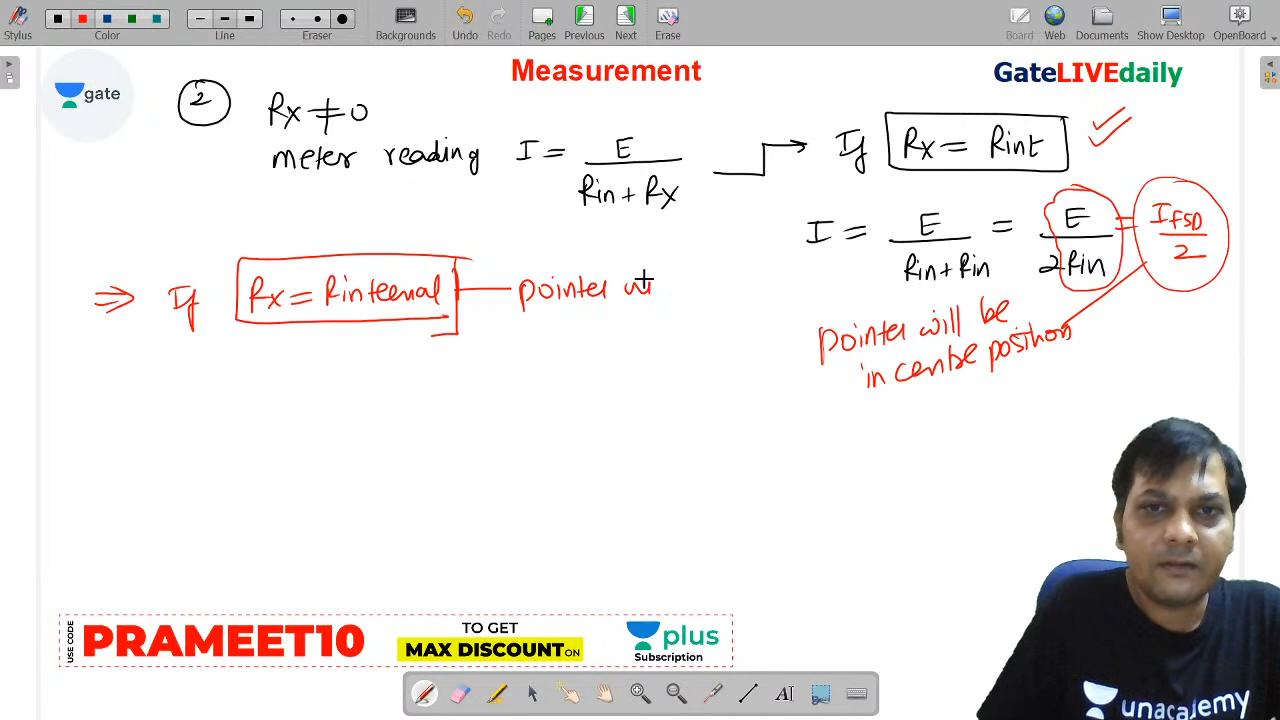 Stylus
Color
Line
Eraser
Backgrounds
Undo
Redo
Pages
Previous
Next
Erase
Board
Web
Documents
Show Desktop
OpenBoard
gate
Measurement
GateLIVEdaily
2
Rx ≠ 0
meter reading I = E / (Rin + Rx)
If Rx = Rint
I = E / (Rin + Rin) = E / 2Rin = IFSD / 2
⇒ If Rx = Rinteenal
pointer wi
pointer will be
in centre position
USE CODE
PRAMEET10
TO GET
MAX DISCOUNT ON
plus
Subscription
unacademy